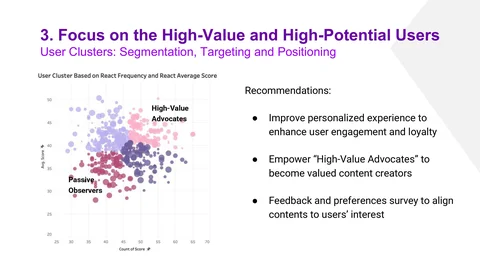 3. Focus on the High-Value and High-Potential Users
User Clusters: Segmentation, Targeting and Positioning
User Cluster Based on React Frequency and React Average Score
High-Value
Advocates
Passive
Observers
Avg. Score
50
45
40
35
30
25
20
25 30 35 40 45 50 55 60 65 70
Count of Score
Recommendations:
● Improve personalized experience to
enhance user engagement and loyalty
● Empower “High-Value Advocates” to
become valued content creators
● Feedback and preferences survey to align
contents to users’ interest